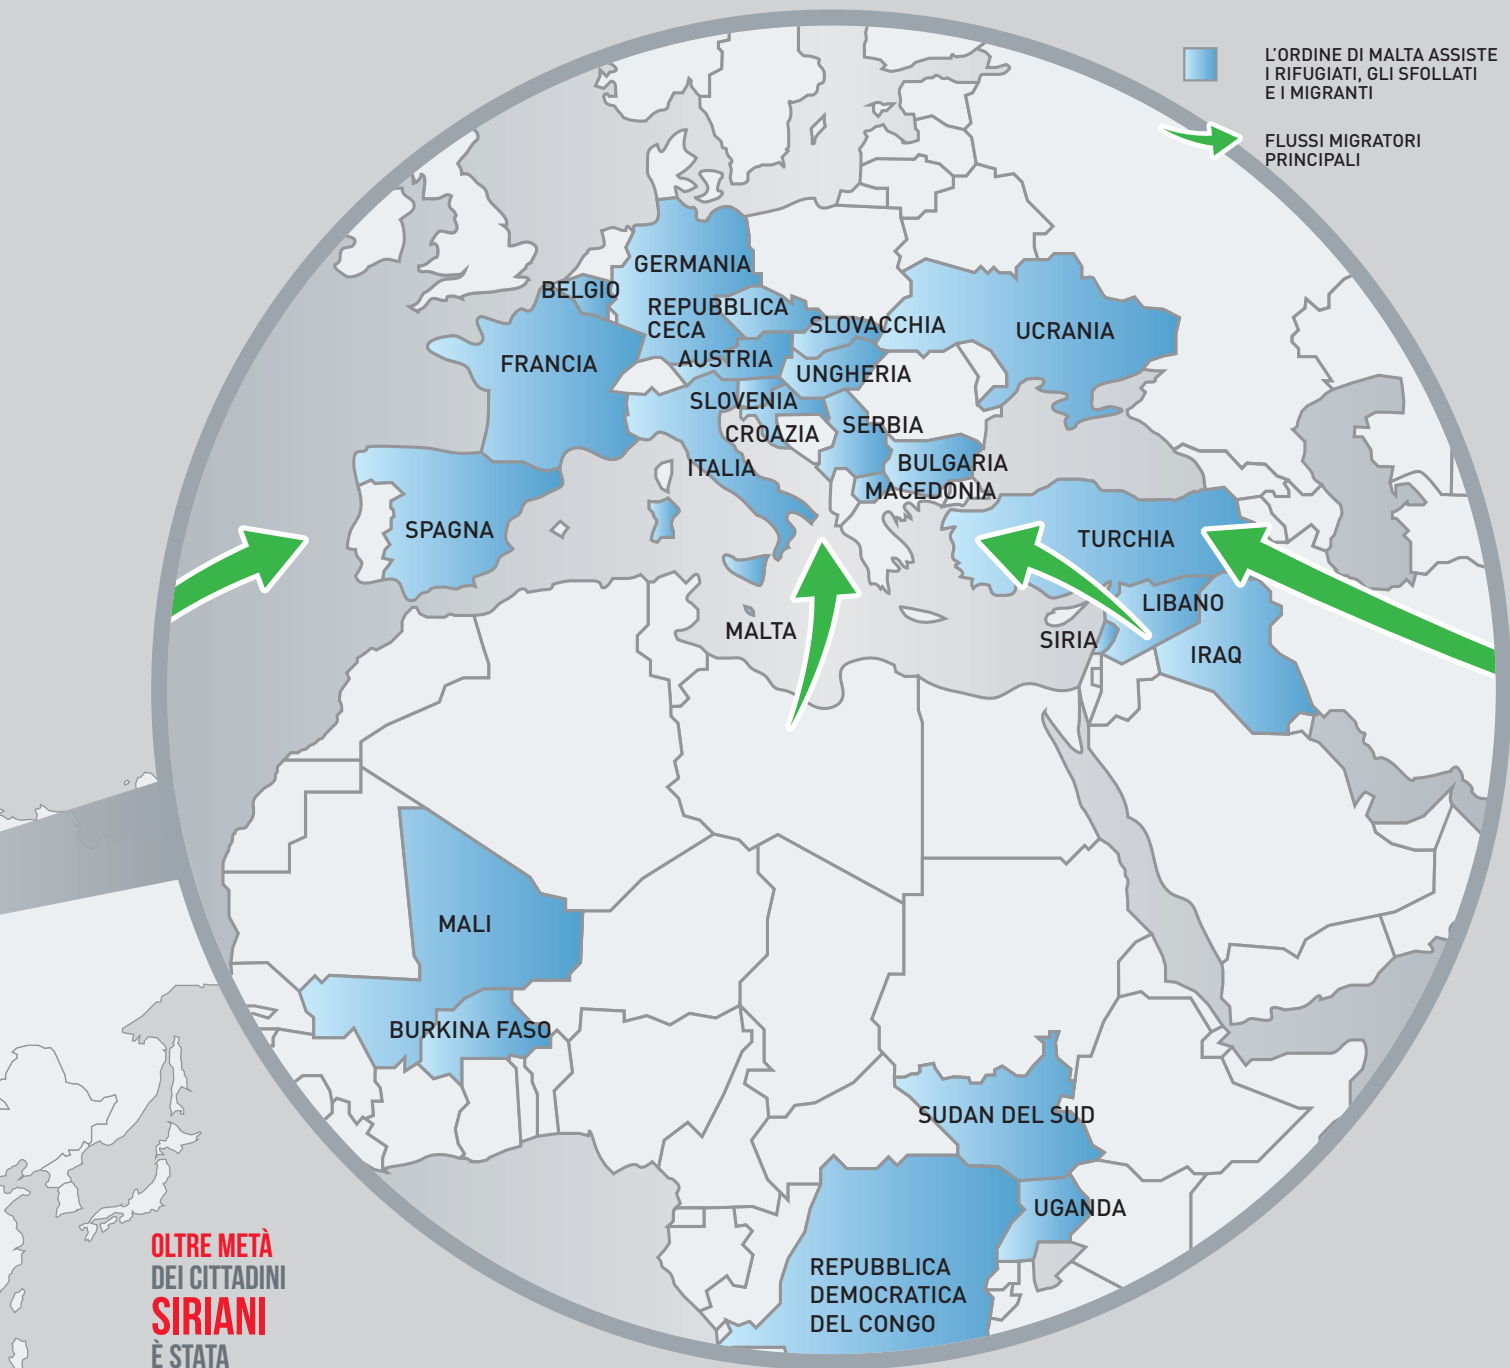 L'ORDINE DI MALTA ASSISTE
I RIFUGIATI, GLI SFOLLATI
E I MIGRANTI
FLUSSI MIGRATORI
PRINCIPALI
GERMANIA
BELGIO
REPUBBLICA
CECA
SLOVACCHIA
UCRANIA
FRANCIA
AUSTRIA
UNGHERIA
SLOVENIA
CROAZIA
SERBIA
ITALIA
BULGARIA
MACEDONIA
SPAGNA
TURCHIA
MALTA
LIBANO
SIRIA
IRAQ
MALI
BURKINA FASO
SUDAN DEL SUD
UGANDA
REPUBBLICA
DEMOCRATICA
DEL CONGO
OLTRE METÀ
DEI CITTADINI
SIRIANI
È STATA